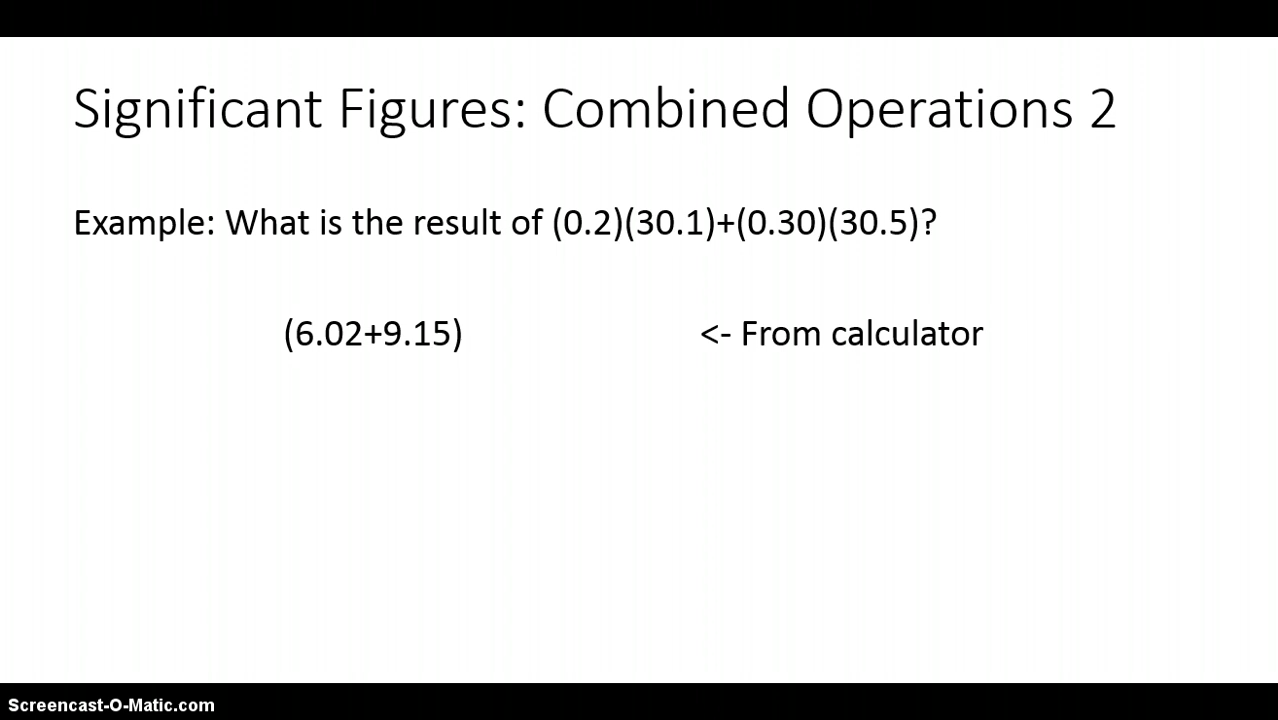 Significant Figures: Combined Operations 2
Example: What is the result of (0.2)(30.1)+(0.30)(30.5)?
(6.02+9.15) <- From calculator
Screencast-O-Matic.com